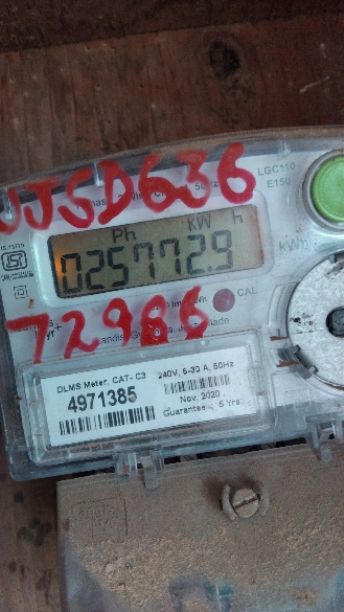 JJSD636
LGC110
E150
Ph KW h
025772.9
kWh
CAL
72986
DLMS Meter, CAT- C3
240V, 5-30 A, 50Hz
4971385
Nov, 2020
Guarantee - 5 Yrs